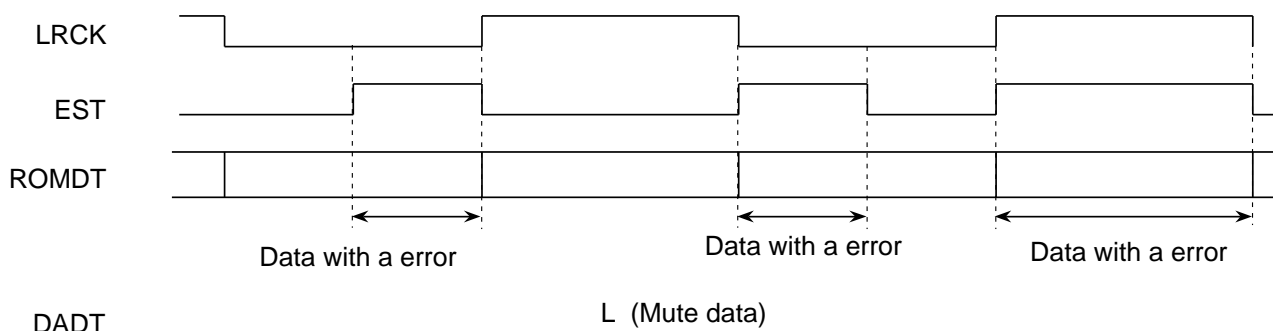 LRCK
EST
ROMDT
Data with a error
Data with a error
Data with a error
L (Mute data)
DADT